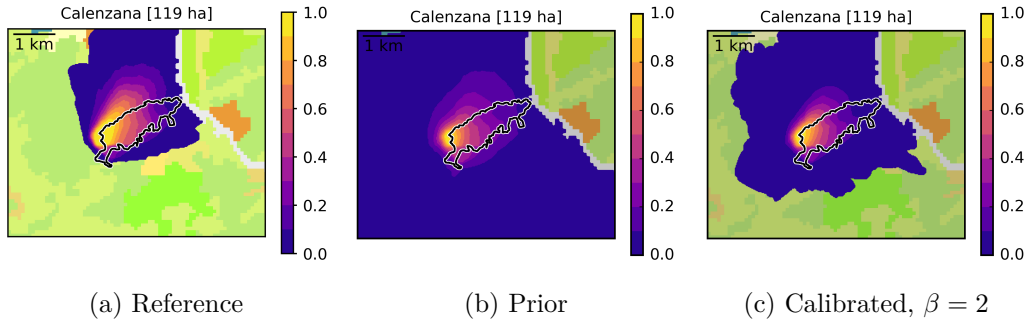 Calenzana [119 ha]
1 km
1.0
0.8
0.6
0.4
0.2
0.0
(a) Reference
Calenzana [119 ha]
1 km
1.0
0.8
0.6
0.4
0.2
0.0
(b) Prior
Calenzana [119 ha]
1 km
1.0
0.8
0.6
0.4
0.2
0.0
(c) Calibrated, β = 2